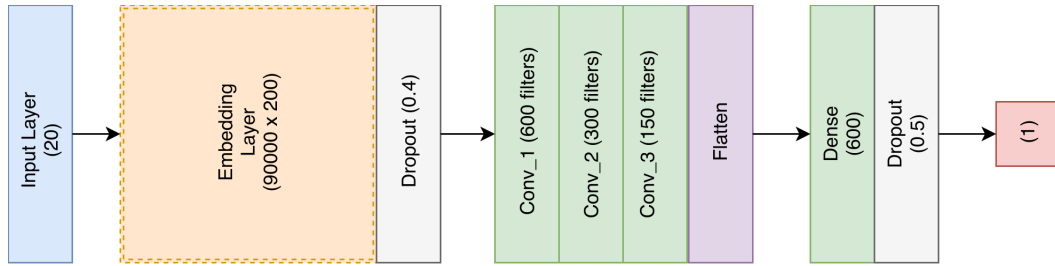 Input Layer
(20)
Embedding
Layer
(90000 x 200)
Dropout (0.4)
Conv_1 (600 filters)
Conv_2 (300 filters)
Conv_3 (150 filters)
Flatten
Dense
(600)
Dropout
(0.5)
(1)